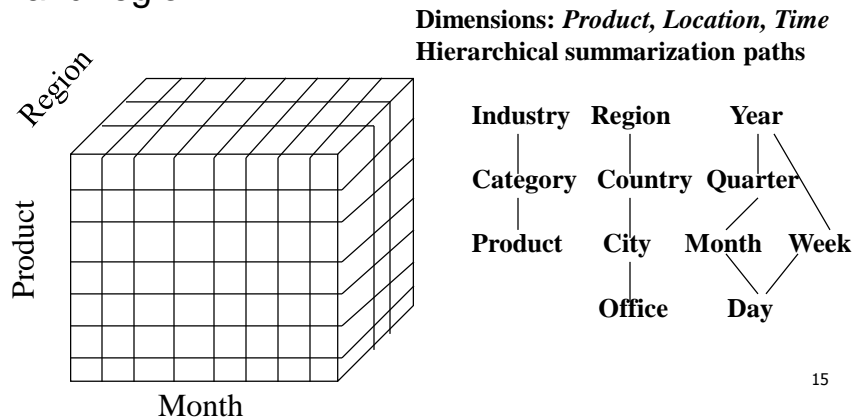 Dimensions: Product, Location, Time
Hierarchical summarization paths
Region
Product
Month
Industry Region Year
Category Country Quarter
Product City Month Week
Office Day
15